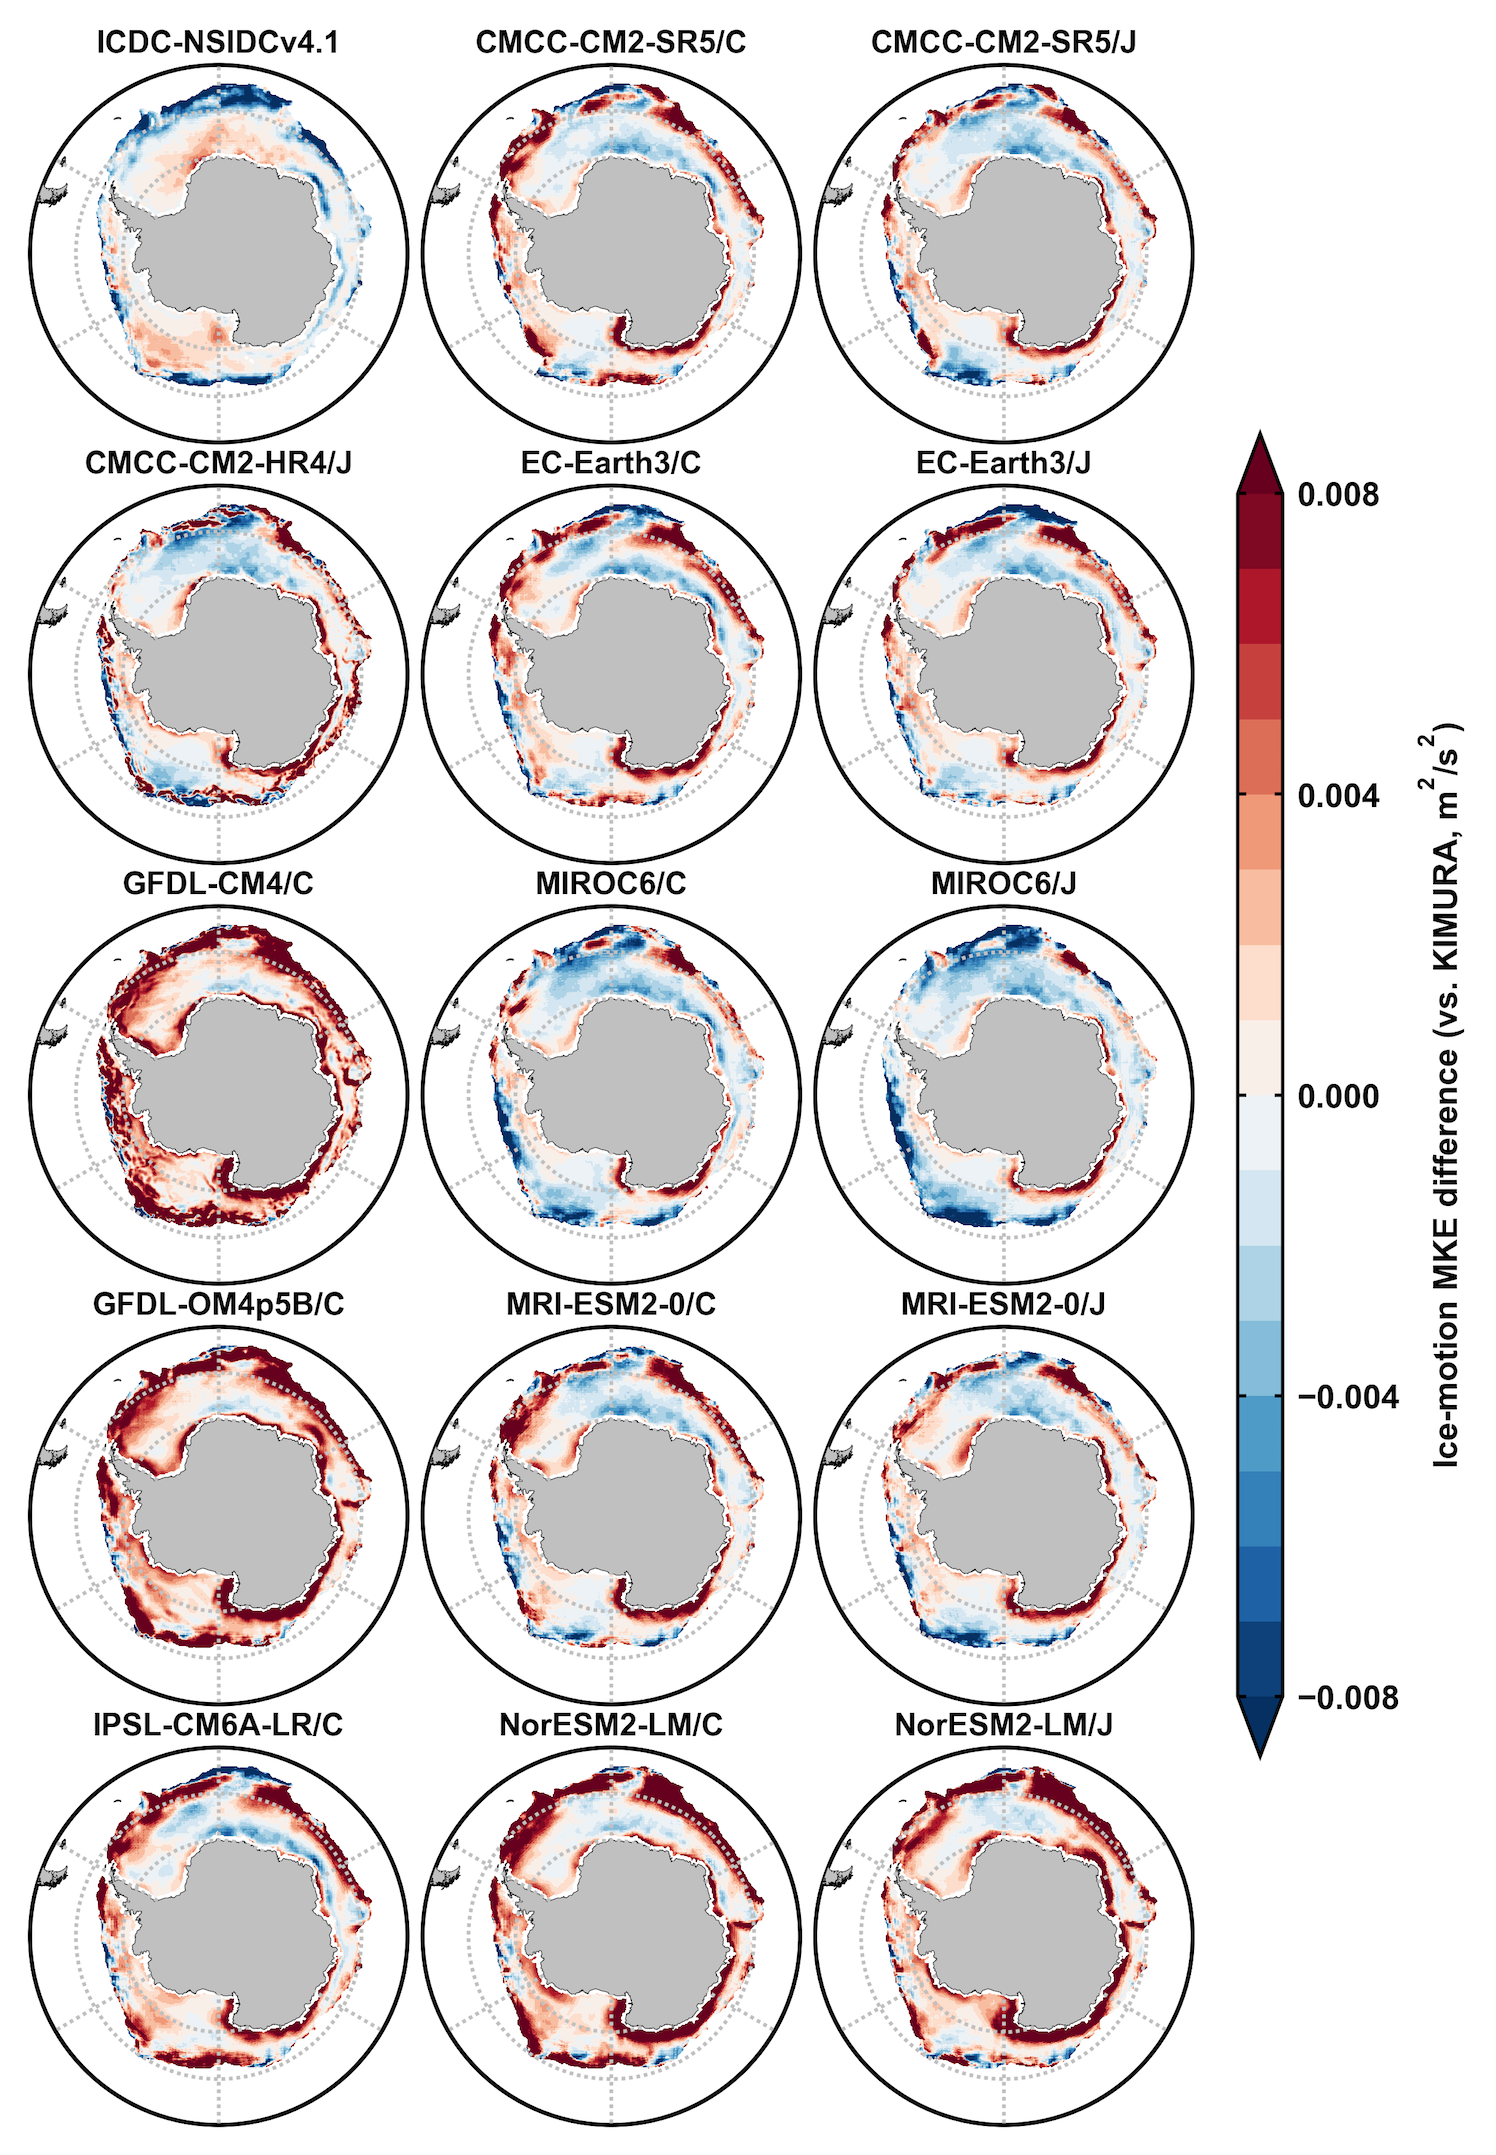 ICDC-NSIDCv4.1
CMCC-CM2-SR5/C
CMCC-CM2-SR5/J
CMCC-CM2-HR4/J
EC-Earth3/C
EC-Earth3/J
GFDL-CM4/C
MIROC6/C
MIROC6/J
GFDL-OM4p5B/C
MRI-ESM2-0/C
MRI-ESM2-0/J
IPSL-CM6A-LR/C
NorESM2-LM/C
NorESM2-LM/J
0.008
0.004
0.000
−0.004
−0.008
Ice-motion MKE difference (vs. KIMURA, m²/s²)